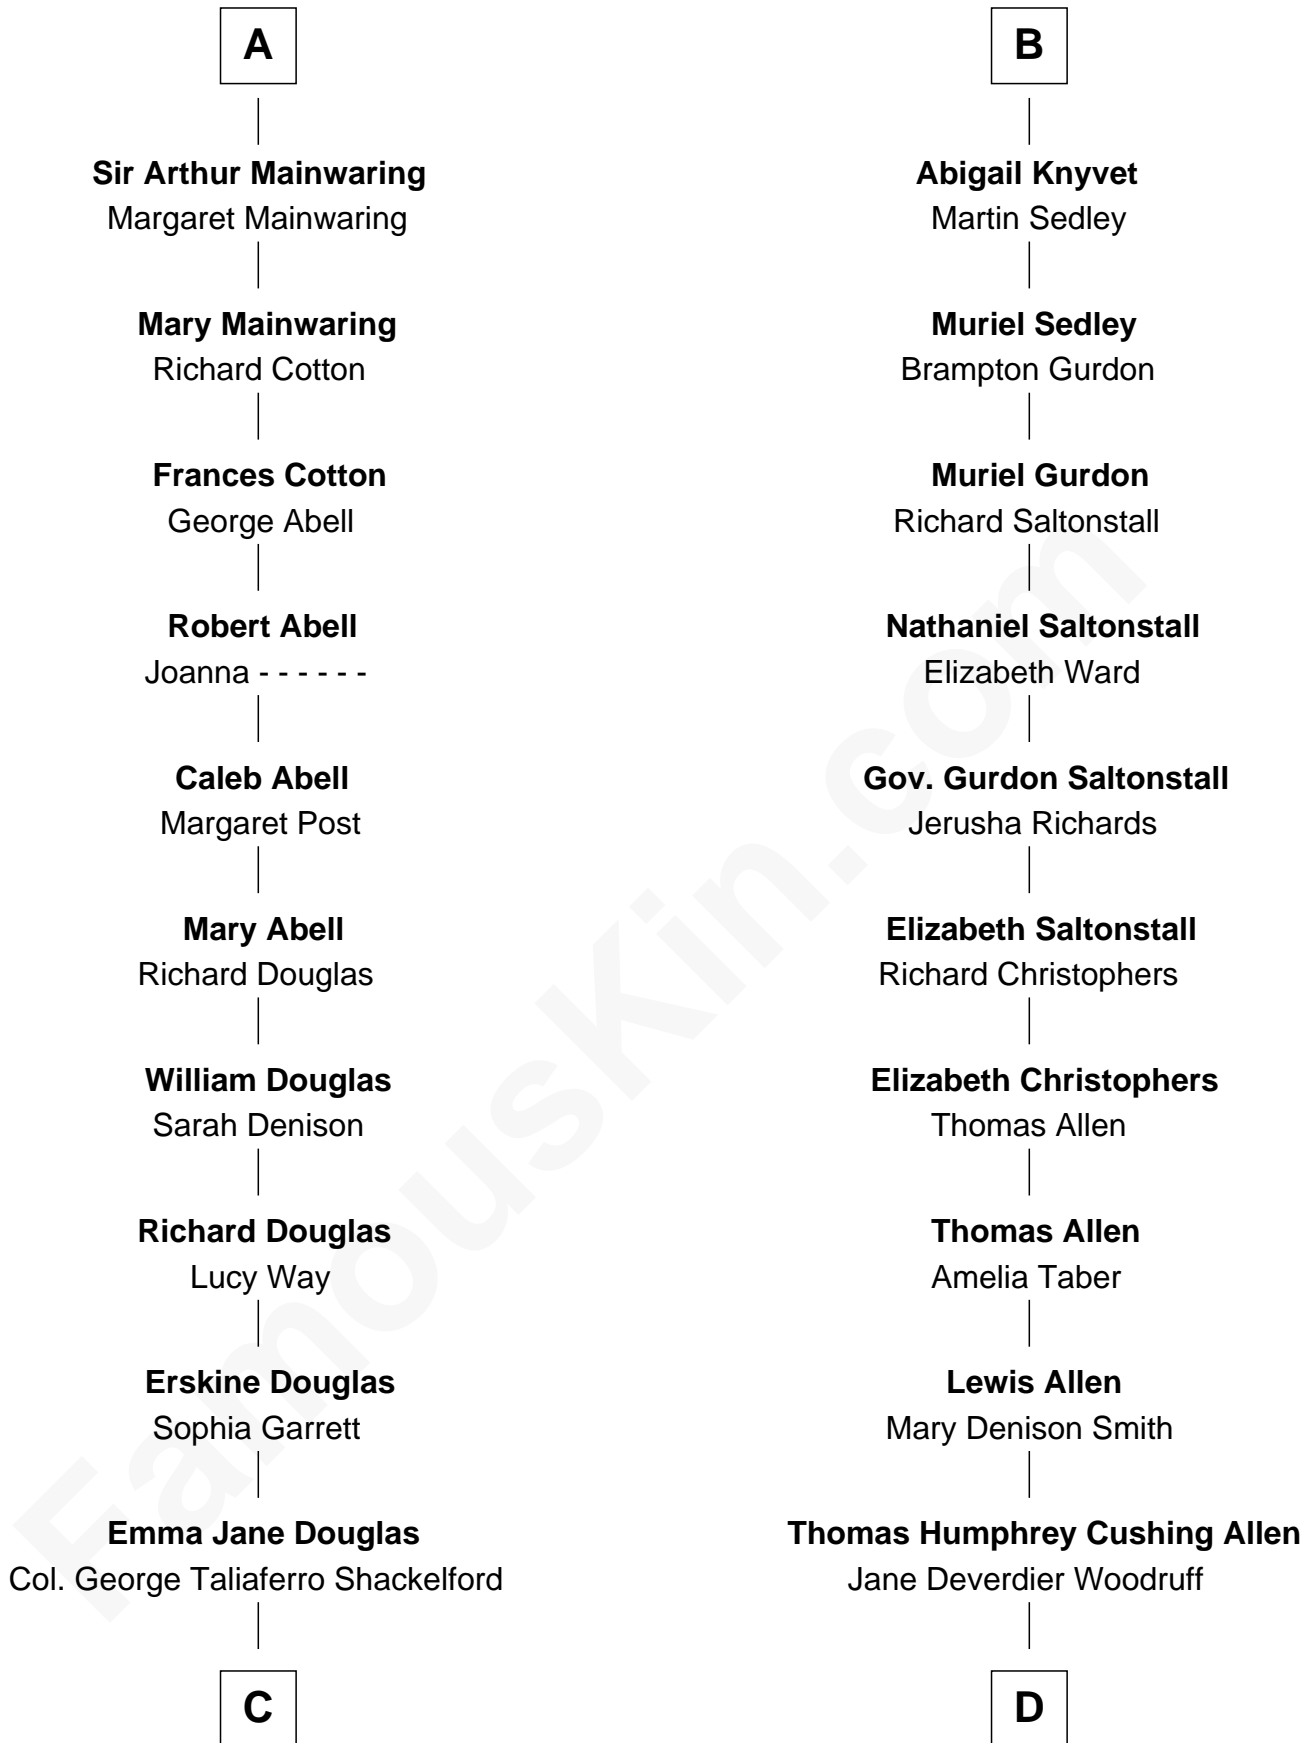 A
Sir Arthur Mainwaring
Margaret Mainwaring
Mary Mainwaring
Richard Cotton
Frances Cotton
George Abell
Robert Abell
Joanna - - - - - -
Caleb Abell
Margaret Post
Mary Abell
Richard Douglas
William Douglas
Sarah Denison
Richard Douglas
Lucy Way
Erskine Douglas
Sophia Garrett
Emma Jane Douglas
Col. George Taliaferro Shackelford
C
B
Abigail Knyvet
Martin Sedley
Muriel Sedley
Brampton Gurdon
Muriel Gurdon
Richard Saltonstall
Nathaniel Saltonstall
Elizabeth Ward
Gov. Gurdon Saltonstall
Jerusha Richards
Elizabeth Saltonstall
Richard Christophers
Elizabeth Christophers
Thomas Allen
Thomas Allen
Amelia Taber
Lewis Allen
Mary Denison Smith
Thomas Humphrey Cushing Allen
Jane Deverdier Woodruff
D
FamousKin.com